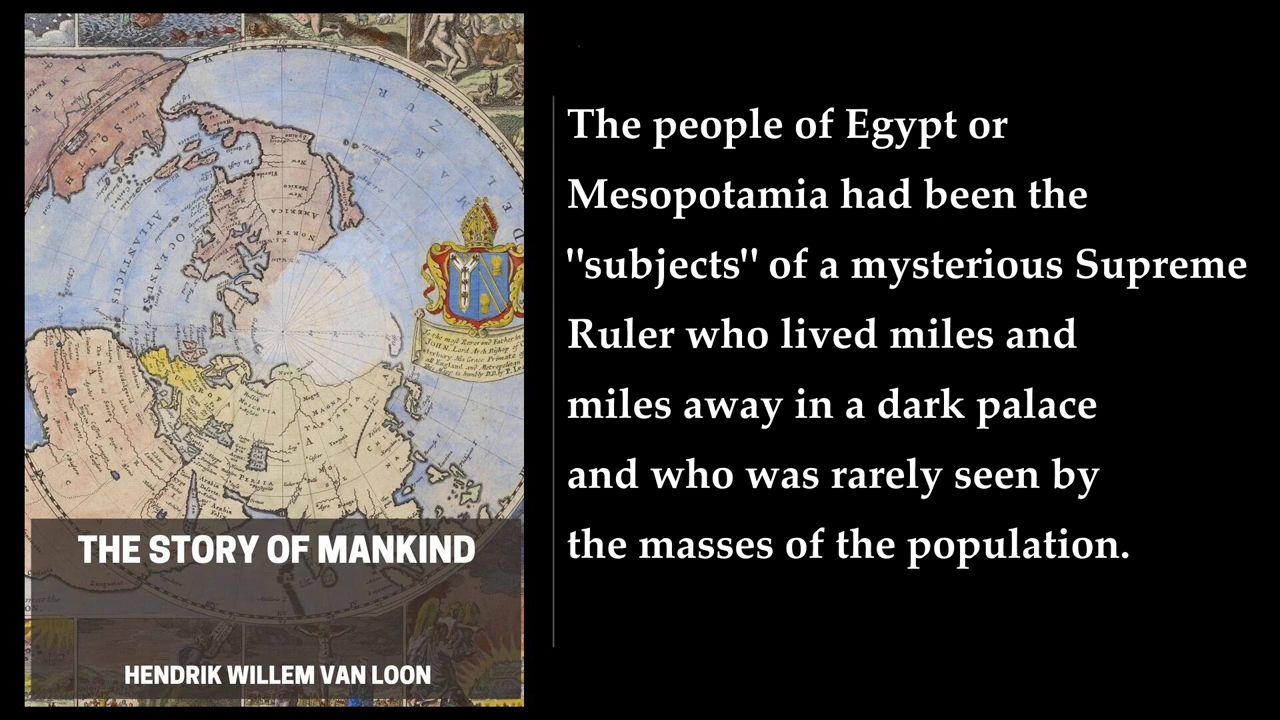 THE STORY OF MANKIND
HENDRIK WILLEM VAN LOON
The people of Egypt or
Mesopotamia had been the
"subjects" of a mysterious Supreme
Ruler who lived miles and
miles away in a dark palace
and who was rarely seen by
the masses of the population.